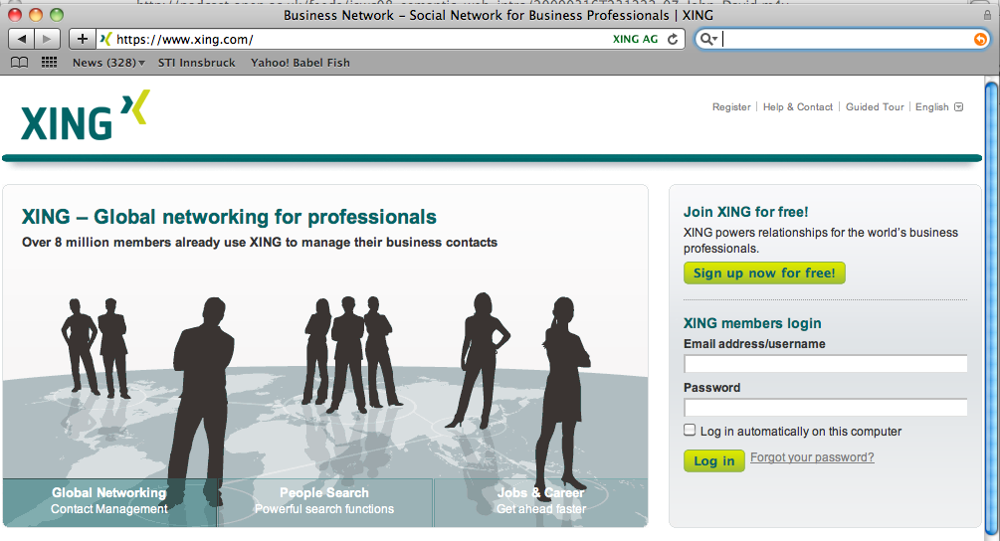 Business Network – Social Network for Business Professionals | XING
https://www.xing.com/
XING AG
News (328)
STI Innsbruck
Yahoo! Babel Fish
XING
Register | Help & Contact | Guided Tour | English
XING – Global networking for professionals
Over 8 million members already use XING to manage their business contacts
Global Networking
Contact Management
People Search
Powerful search functions
Jobs & Career
Get ahead faster
Join XING for free!
XING powers relationships for the world's business
professionals.
Sign up now for free!
XING members login
Email address/username
Password
Log in automatically on this computer
Log in
Forgot your password?